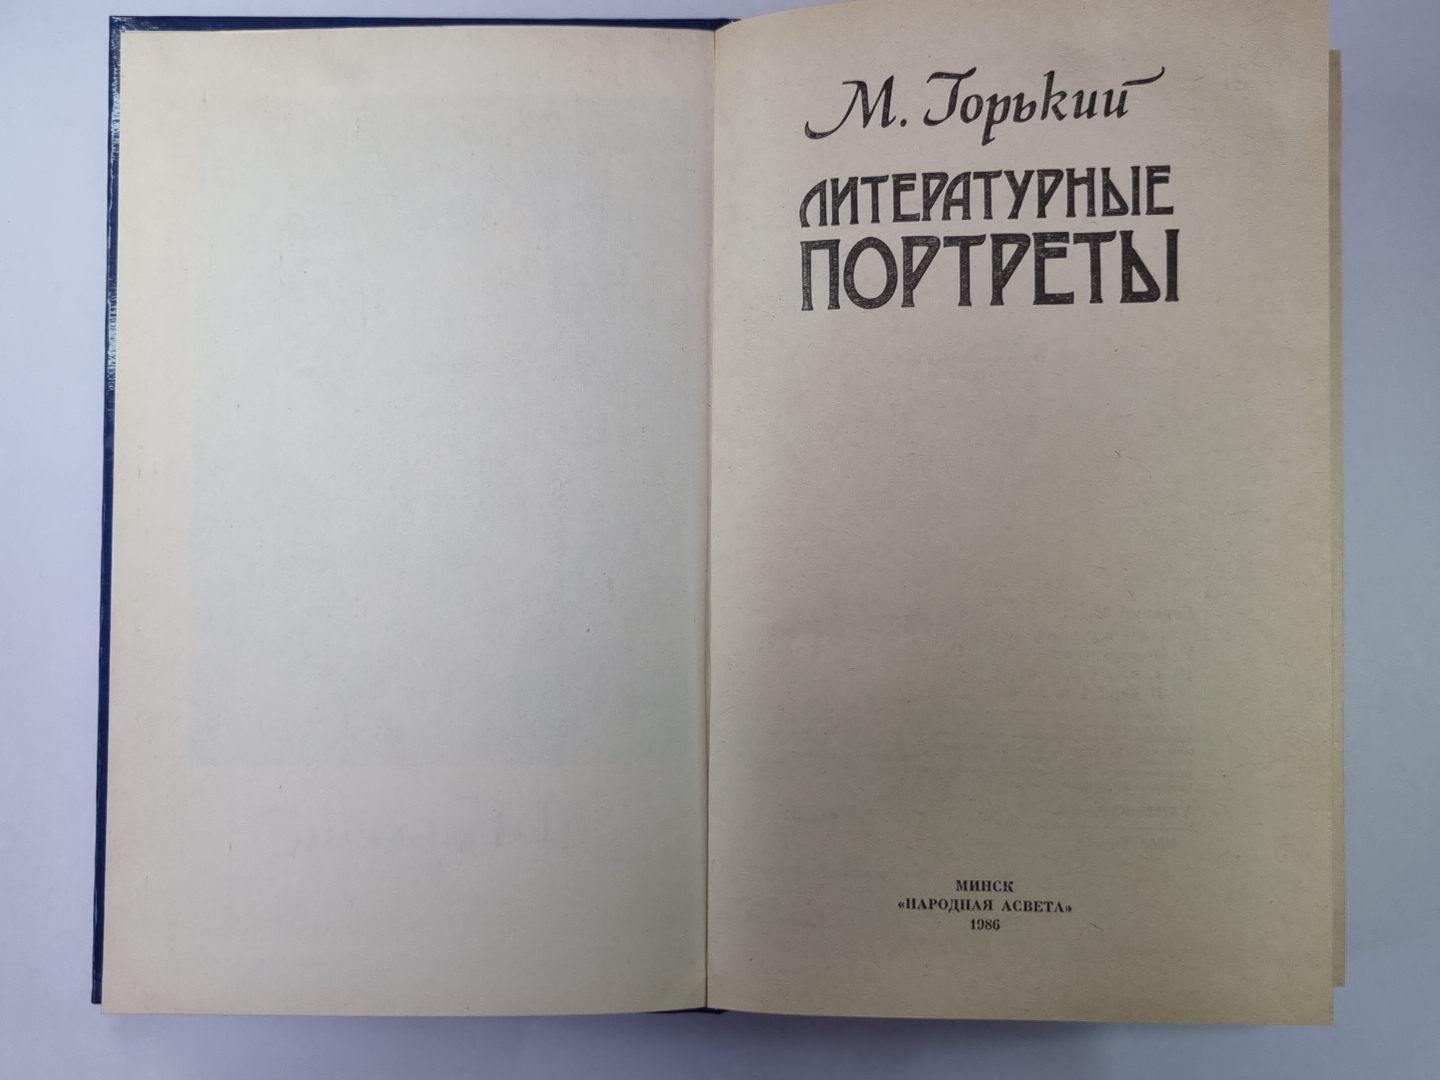 М. Горький
ЛИТЕРАТУРНЫЕ
ПОРТРЕТЫ
МИНСК
«НАРОДНАЯ АСВЕТА»
1986